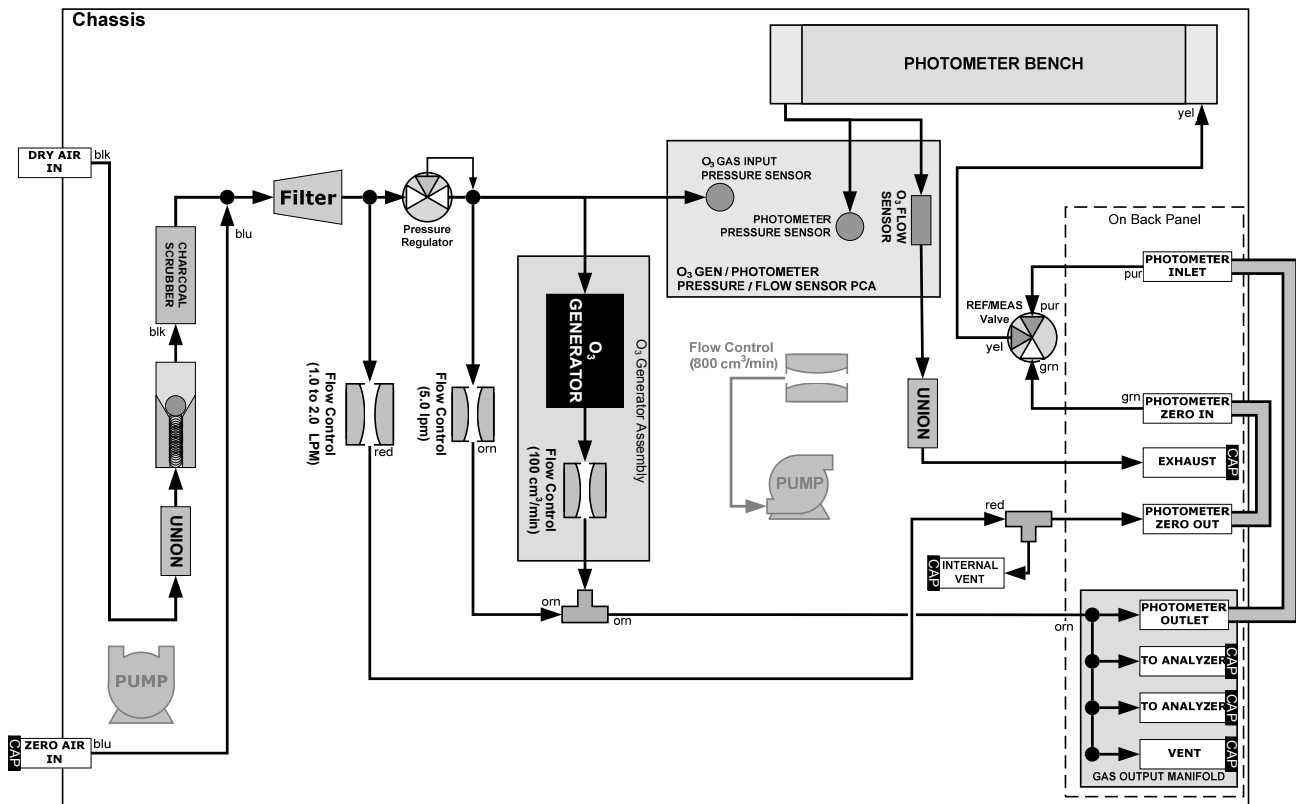 Chassis
PHOTOMETER BENCH
yel
DRY AIR
IN
blk
Filter
blu
Pressure
Regulator
O3 GAS INPUT
PRESSURE SENSOR
PHOTOMETER
PRESSURE SENSOR
O3 FLOW
SENSOR
O3 GEN / PHOTOMETER
PRESSURE / FLOW SENSOR PCA
On Back Panel
PHOTOMETER
INLET
pur
pur
REF/MEAS
Valve
yel
grn
CHARCOAL
SCRUBBER
blk
O3
GENERATOR
O3 Generator Assembly
Flow Control
(1.0 to 2.0 LPM)
red
Flow Control
(5.0 lpm)
orn
Flow Control
(100 cm3/min)
Flow Control
(800 cm3/min)
PUMP
UNION
grn
PHOTOMETER
ZERO IN
EXHAUST
CAP
UNION
red
PHOTOMETER
ZERO OUT
CAP
INTERNAL
VENT
orn
orn
orn
PHOTOMETER
OUTLET
TO ANALYZER
CAP
TO ANALYZER
CAP
VENT
CAP
GAS OUTPUT MANIFOLD
PUMP
CAP
ZERO AIR
IN
blu